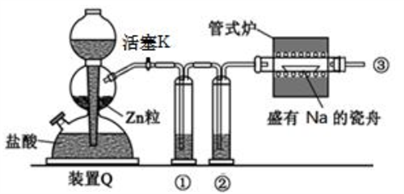 活塞K
管式炉
③
Zn粒
盛有 Na 的瓷舟
盐酸
装置Q
①
②